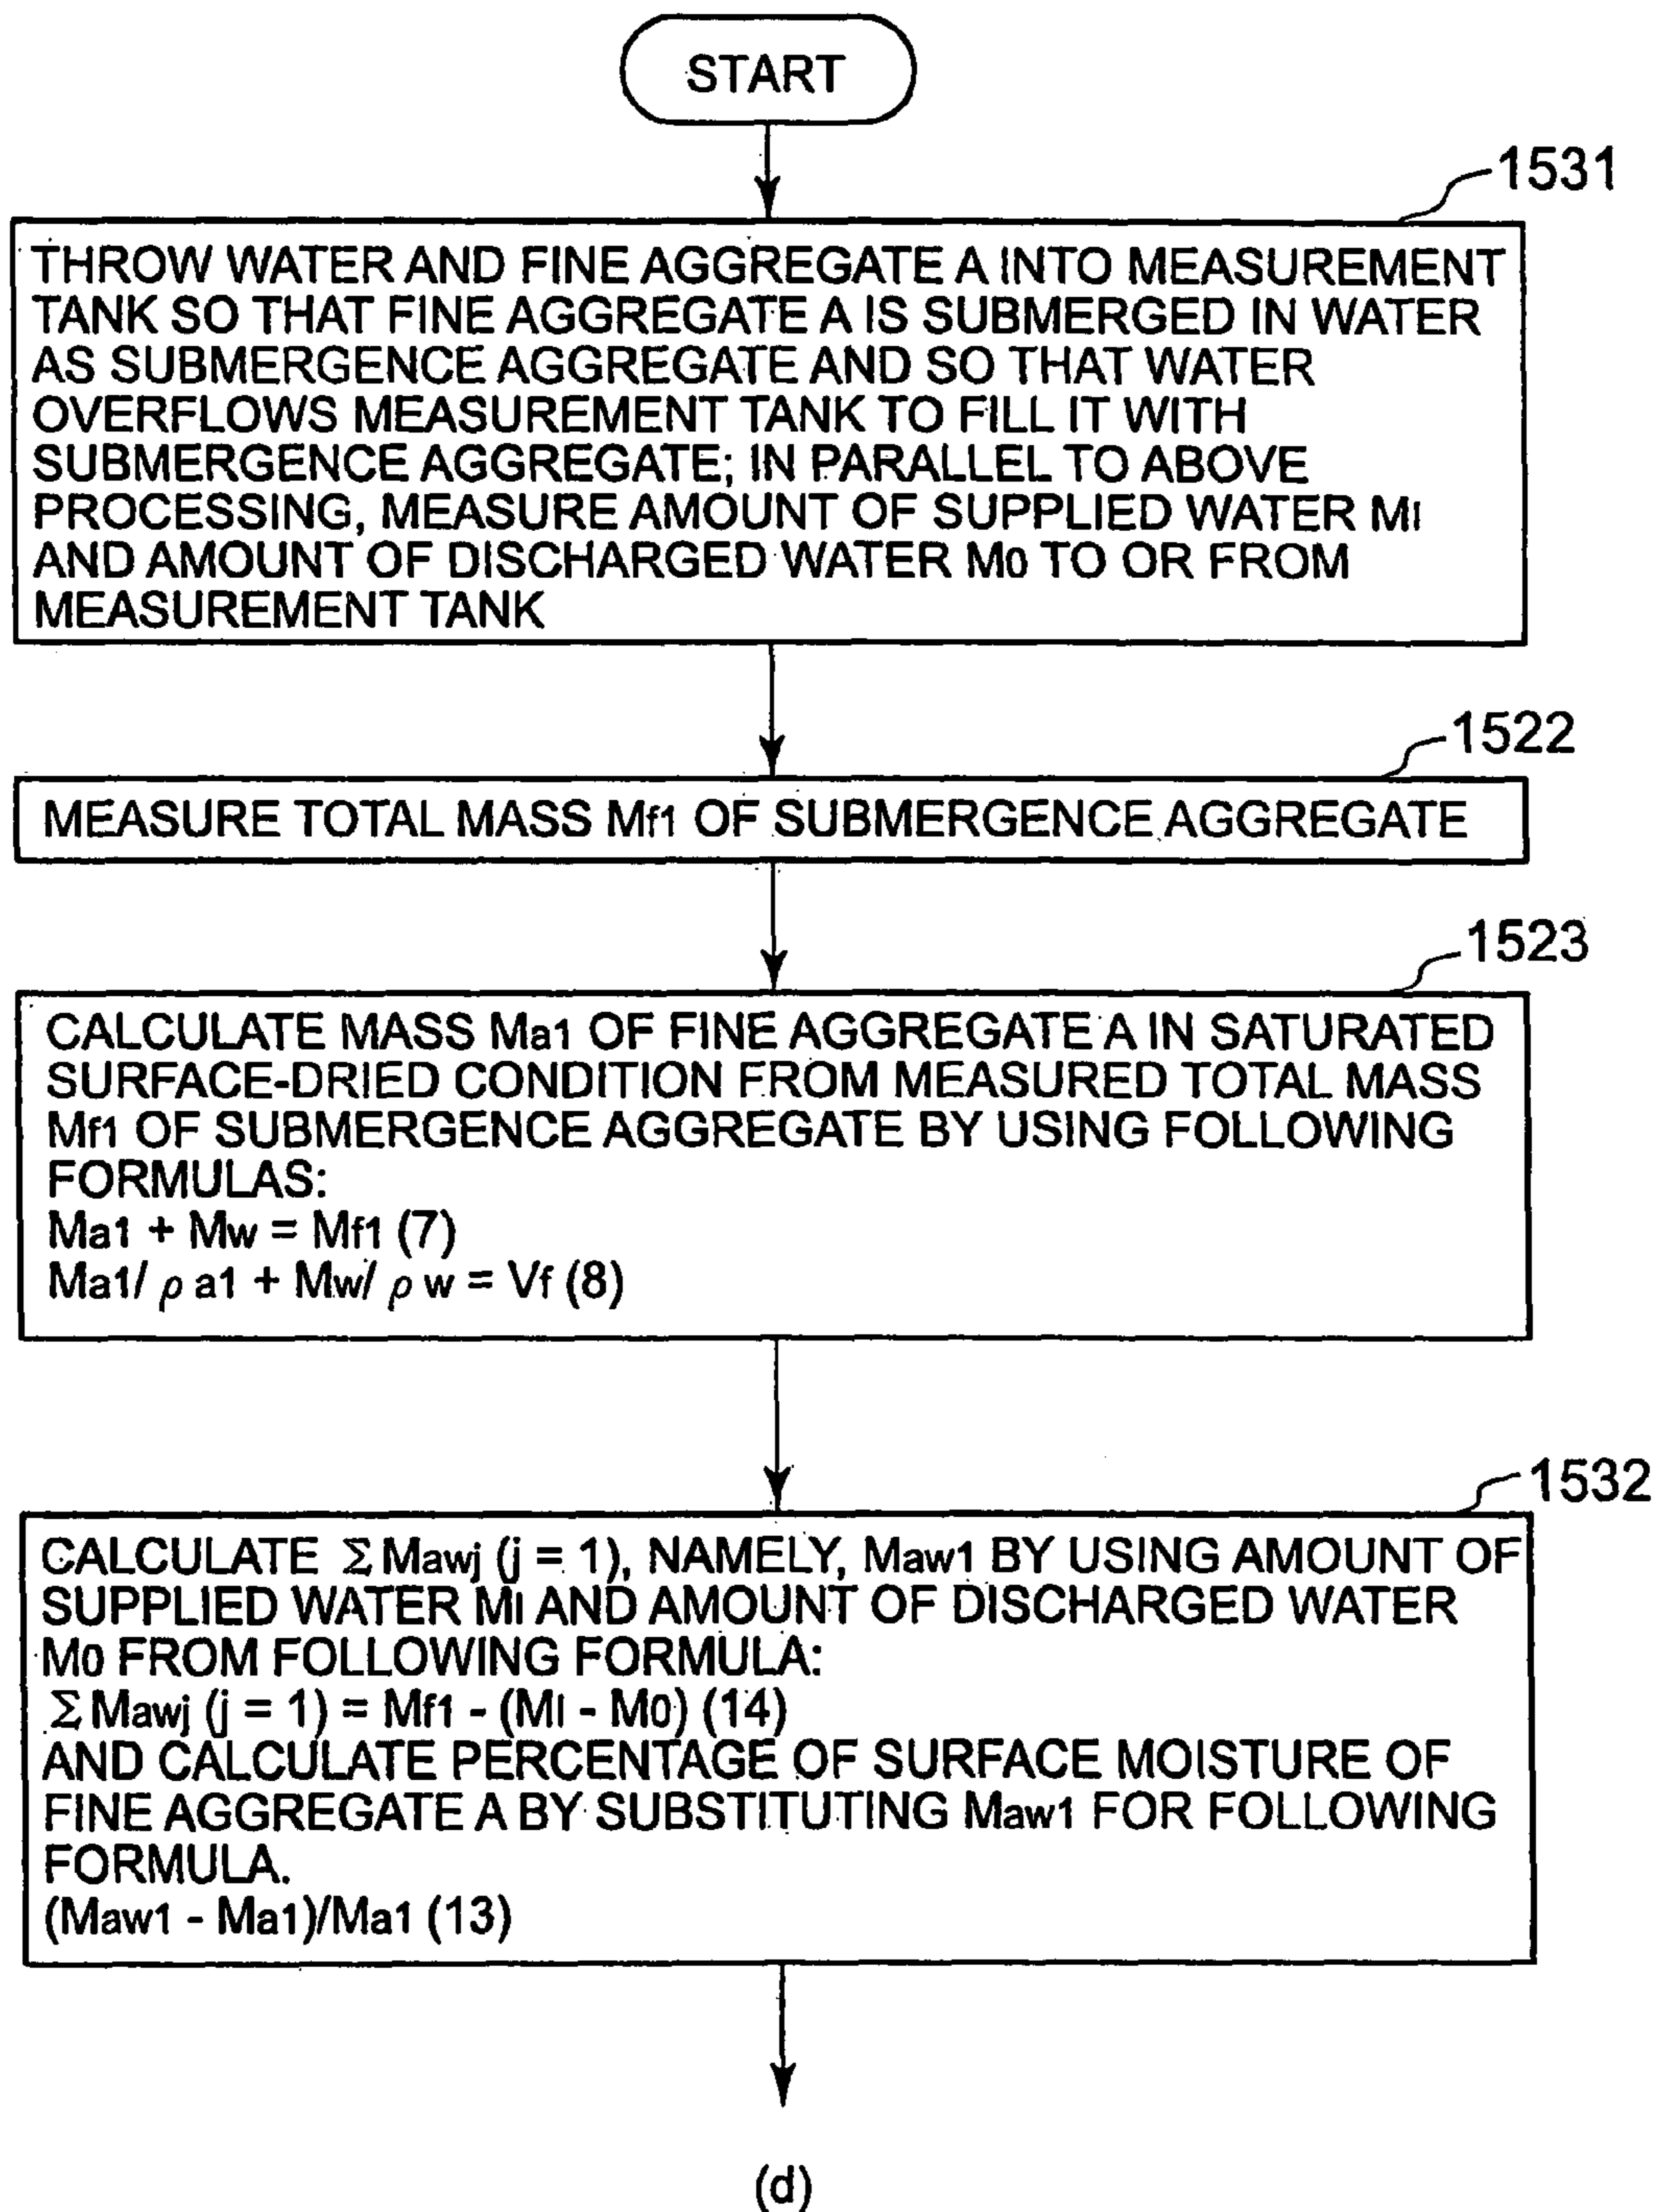 START
1531
THROW WATER AND FINE AGGREGATE A INTO MEASUREMENT
TANK SO THAT FINE AGGREGATE A IS SUBMERGED IN WATER
AS SUBMERGENCE AGGREGATE AND SO THAT WATER
OVERFLOWS MEASUREMENT TANK TO FILL IT WITH
SUBMERGENCE AGGREGATE; IN PARALLEL TO ABOVE
PROCESSING, MEASURE AMOUNT OF SUPPLIED WATER MI
AND AMOUNT OF DISCHARGED WATER M0 TO OR FROM
MEASUREMENT TANK
1522
MEASURE TOTAL MASS Mf1 OF SUBMERGENCE AGGREGATE
1523
CALCULATE MASS Ma1 OF FINE AGGREGATE A IN SATURATED
SURFACE-DRIED CONDITION FROM MEASURED TOTAL MASS
Mf1 OF SUBMERGENCE AGGREGATE BY USING FOLLOWING
FORMULAS:
Ma1 + Mw = Mf1 (7)
Ma1/ ρ a1 + Mw/ ρ w = Vf (8)
1532
CALCULATE Σ Mawj (j = 1), NAMELY, Maw1 BY USING AMOUNT OF
SUPPLIED WATER MI AND AMOUNT OF DISCHARGED WATER
M0 FROM FOLLOWING FORMULA:
Σ Mawj (j = 1) = Mf1 - (MI - M0) (14)
AND CALCULATE PERCENTAGE OF SURFACE MOISTURE OF
FINE AGGREGATE A BY SUBSTITUTING Maw1 FOR FOLLOWING
FORMULA.
(Maw1 - Ma1)/Ma1 (13)
(d)